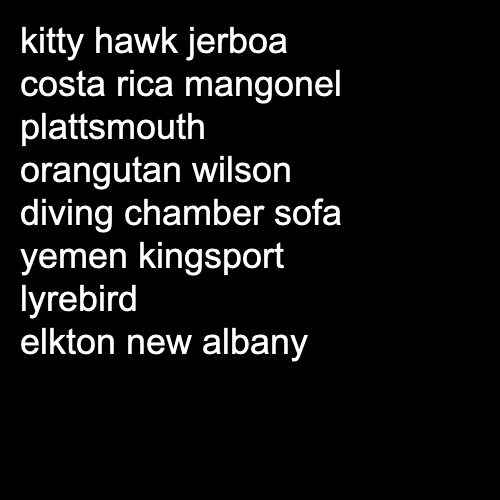 kitty hawk jerboa
costa rica mangonel
plattsmouth
orangutan wilson
diving chamber sofa
yemen kingsport
lyrebird
elkton new albany